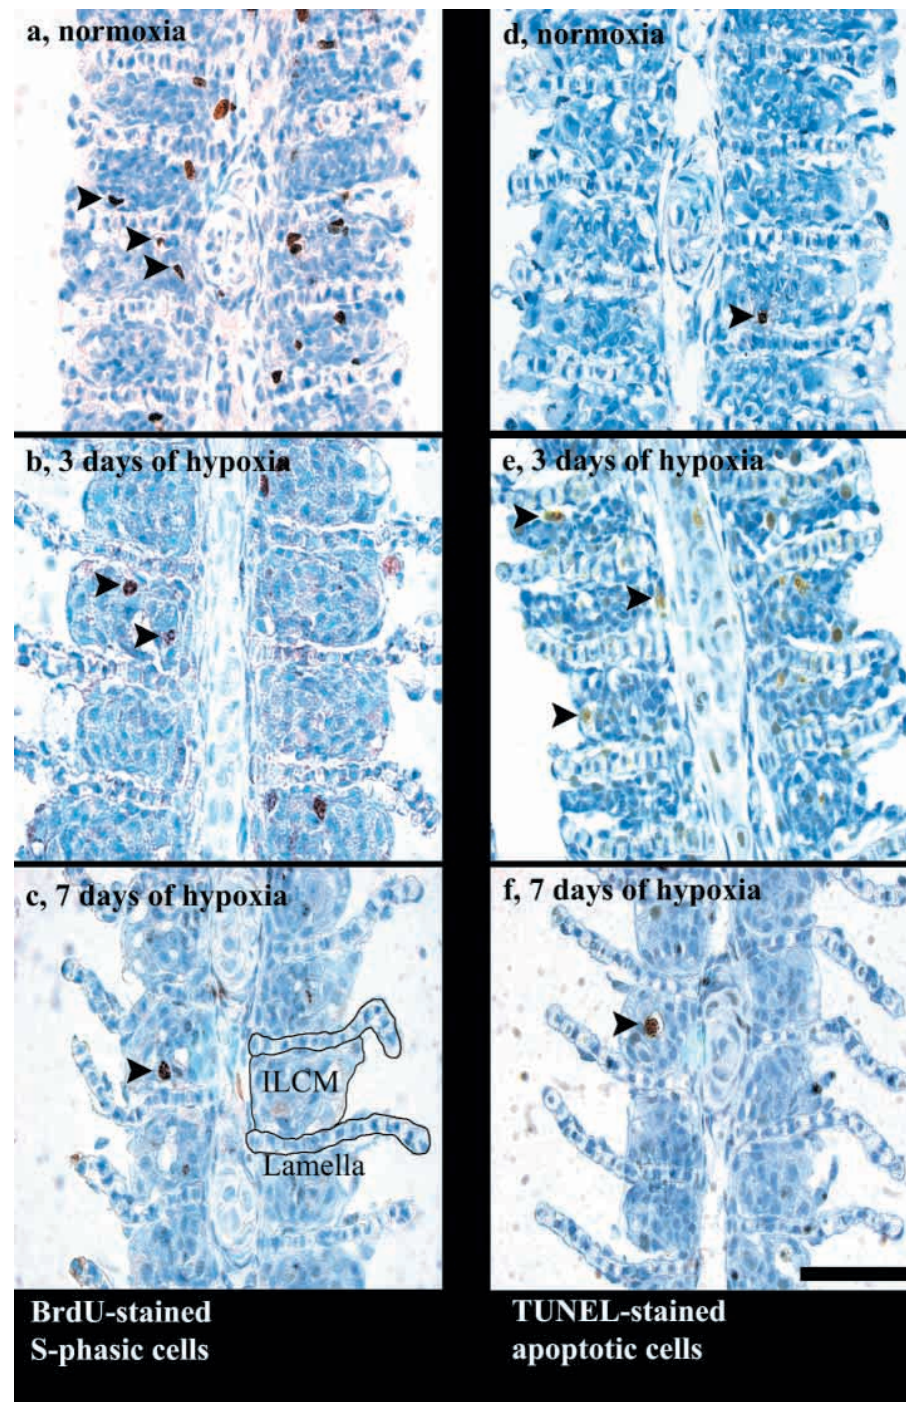 a, normoxia
d, normoxia
b, 3 days of hypoxia
e, 3 days of hypoxia
c, 7 days of hypoxia
f, 7 days of hypoxia
ILCM
Lamella
BrdU-stained
S-phasic cells
TUNEL-stained
apoptotic cells